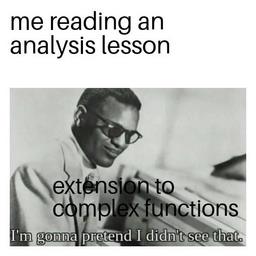 me reading an
analysis lesson
extension to
complex functions
I'm gonna pretend I didn't see that.